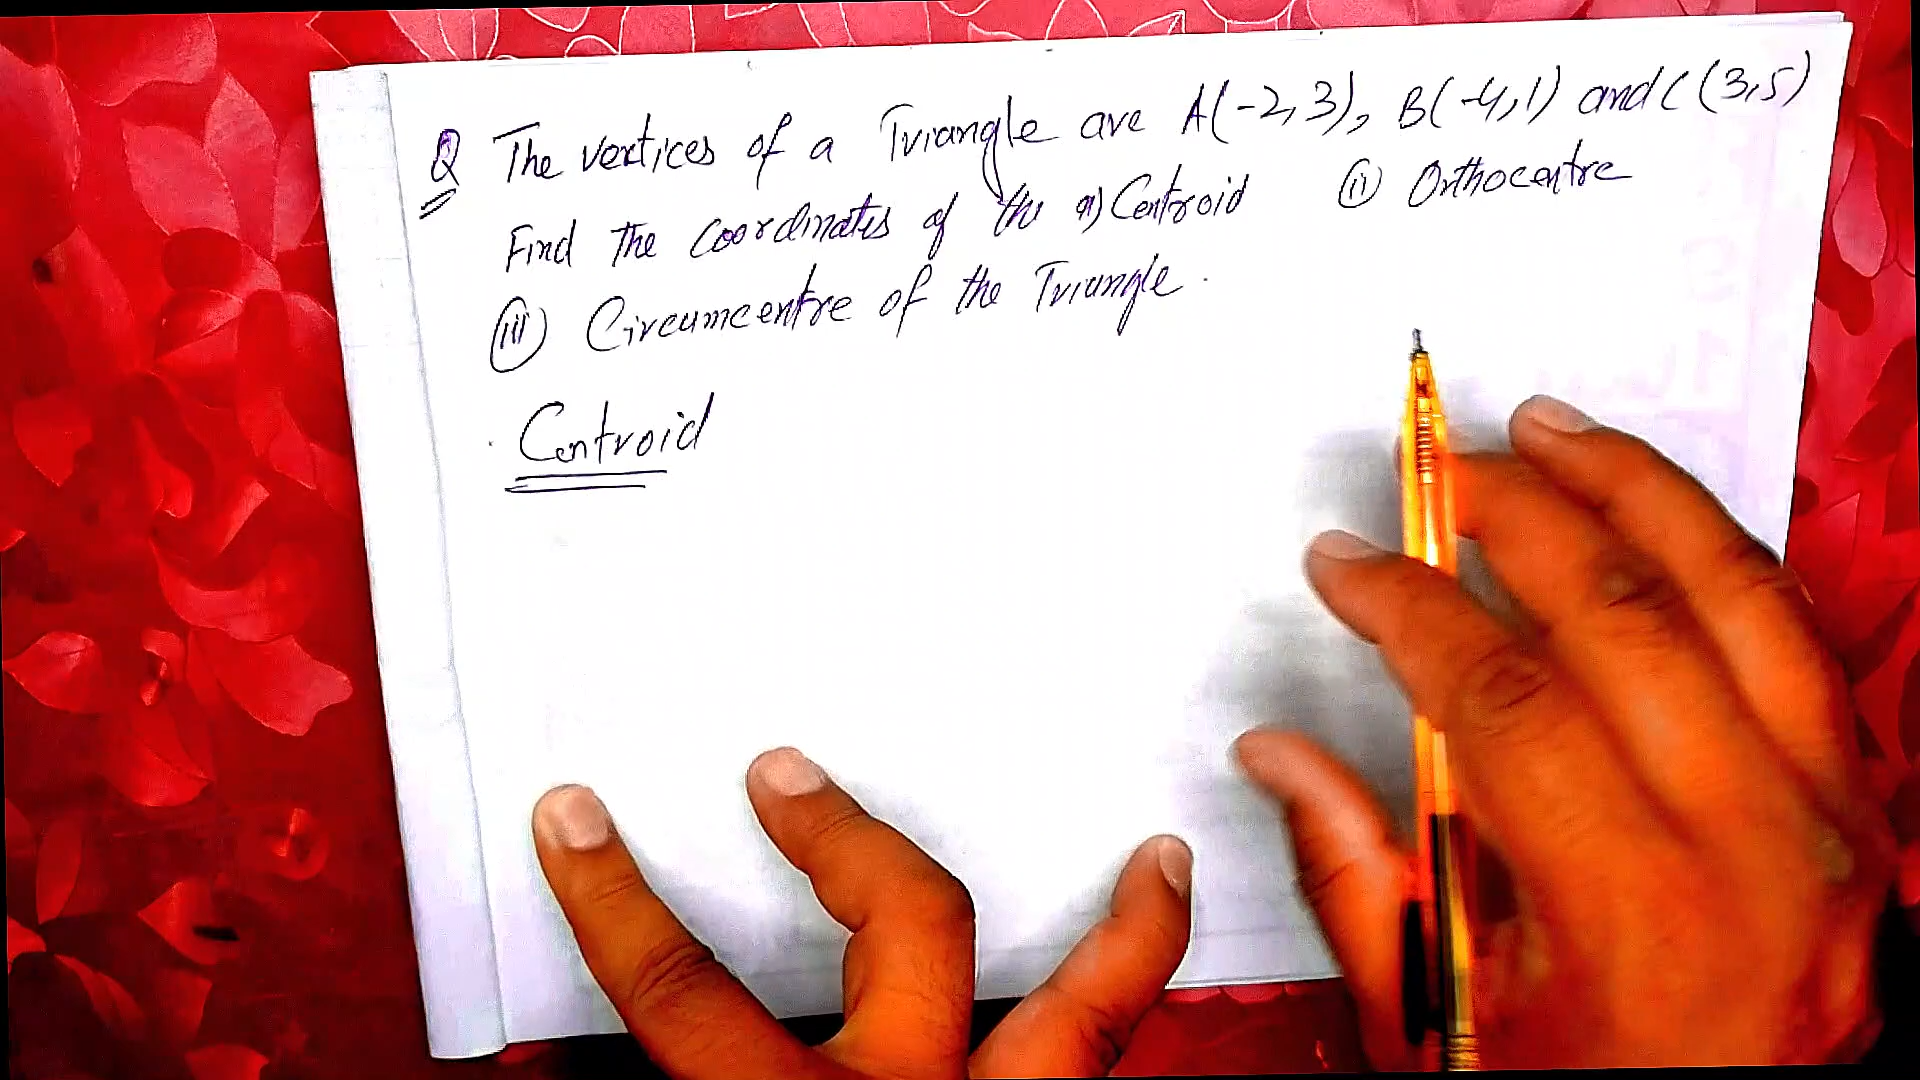 Q The vertices of a Triangle are A(-2,3), B(-4,1) and C(3,5)
Find The coordinates of the a) Centroid (ii) Orthocentre
(iii) Circumcentre of the Triangle.
Centroid